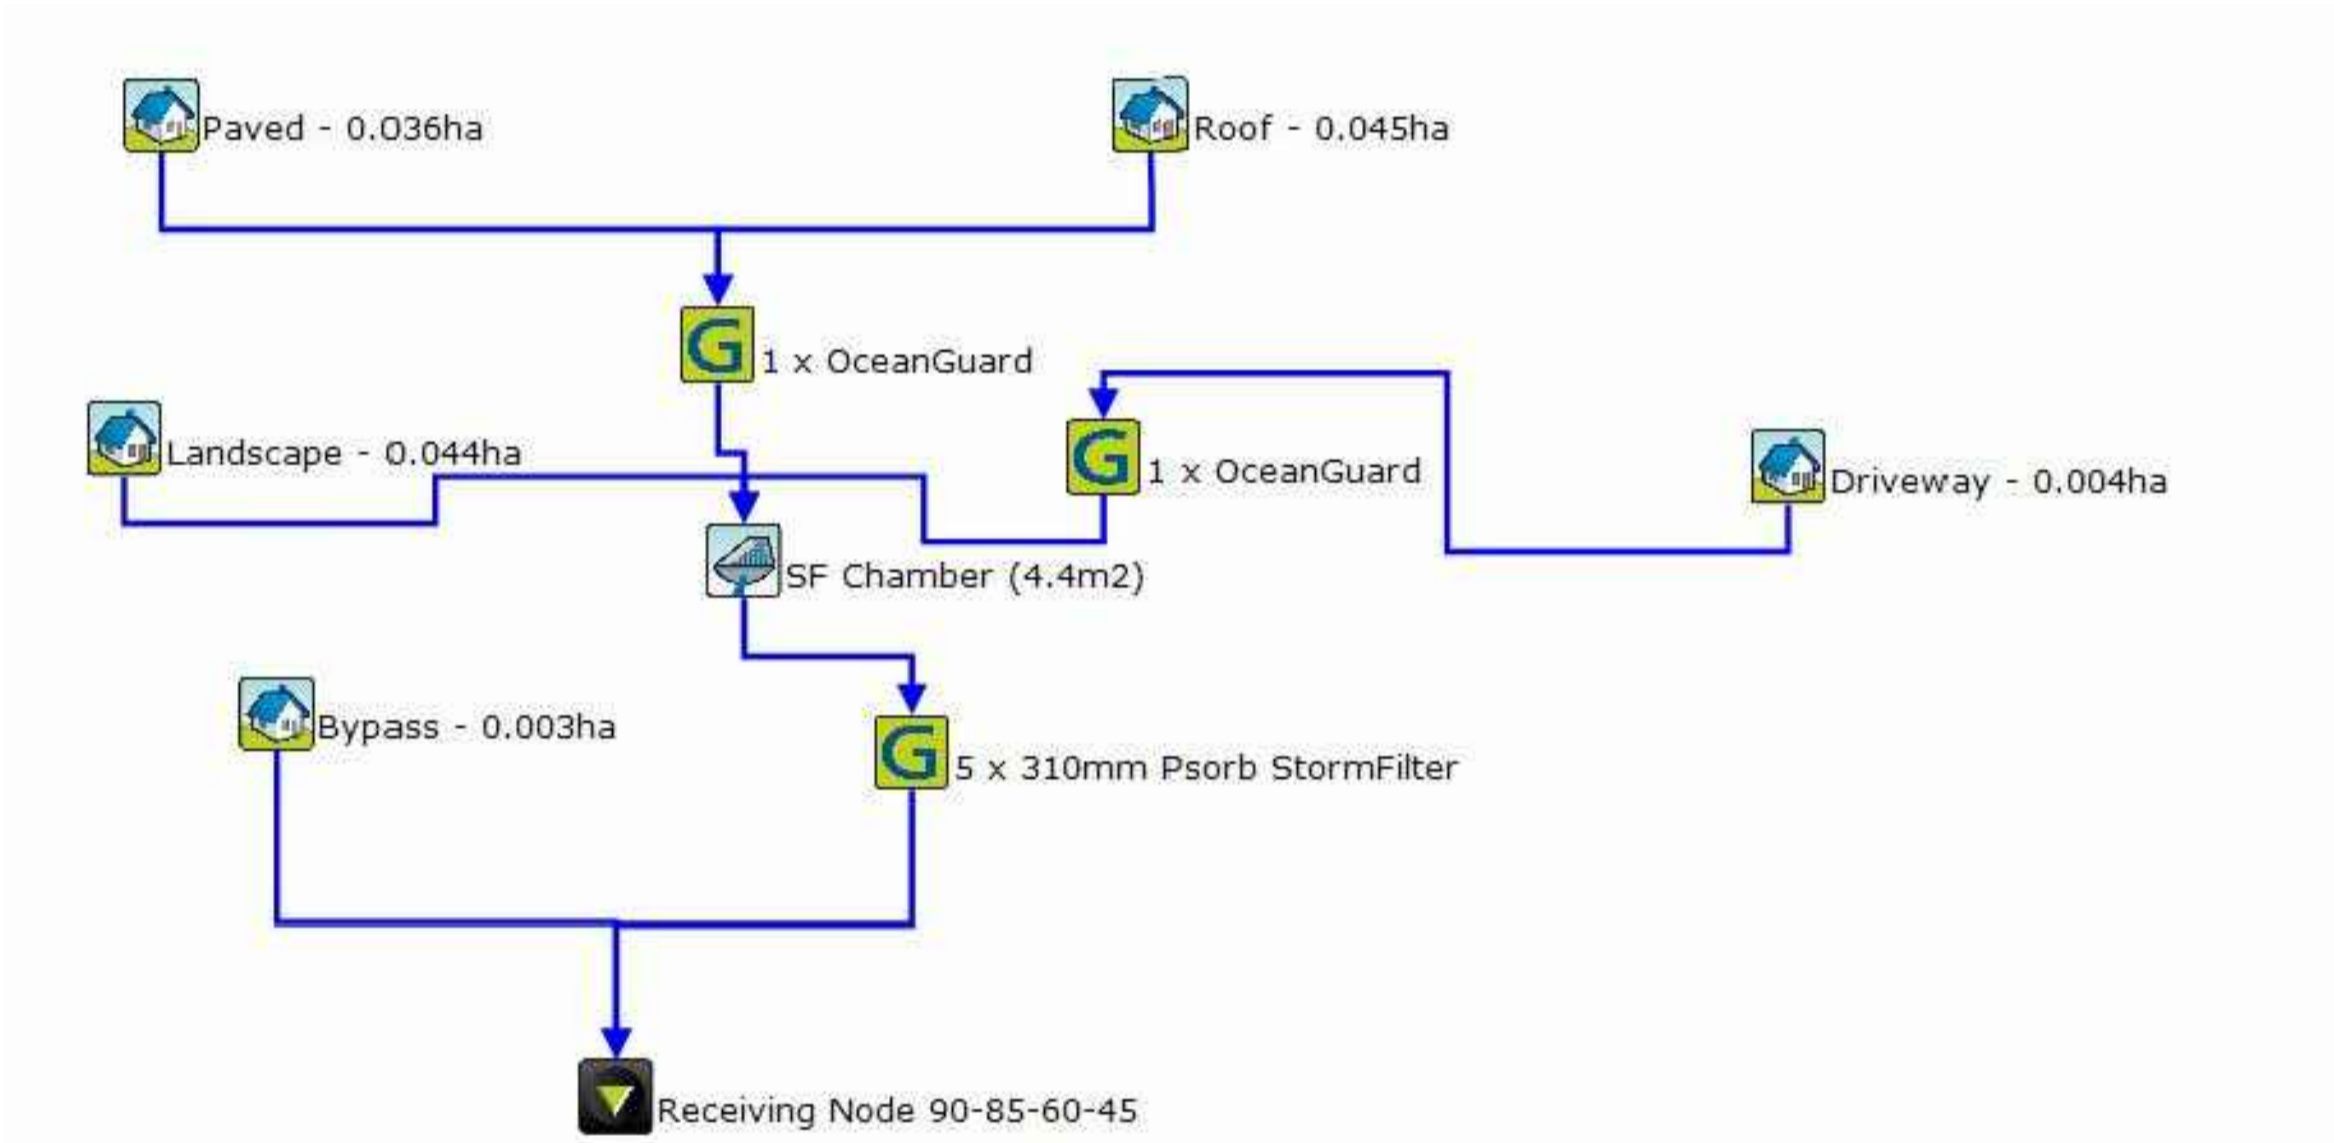 Paved - 0.036ha
Roof - 0.045ha
G
1 x OceanGuard
Landscape - 0.044ha
G
1 x OceanGuard
Driveway - 0.004ha
SF Chamber (4.4m2)
Bypass - 0.003ha
G
5 x 310mm Psorb StormFilter
Receiving Node 90-85-60-45